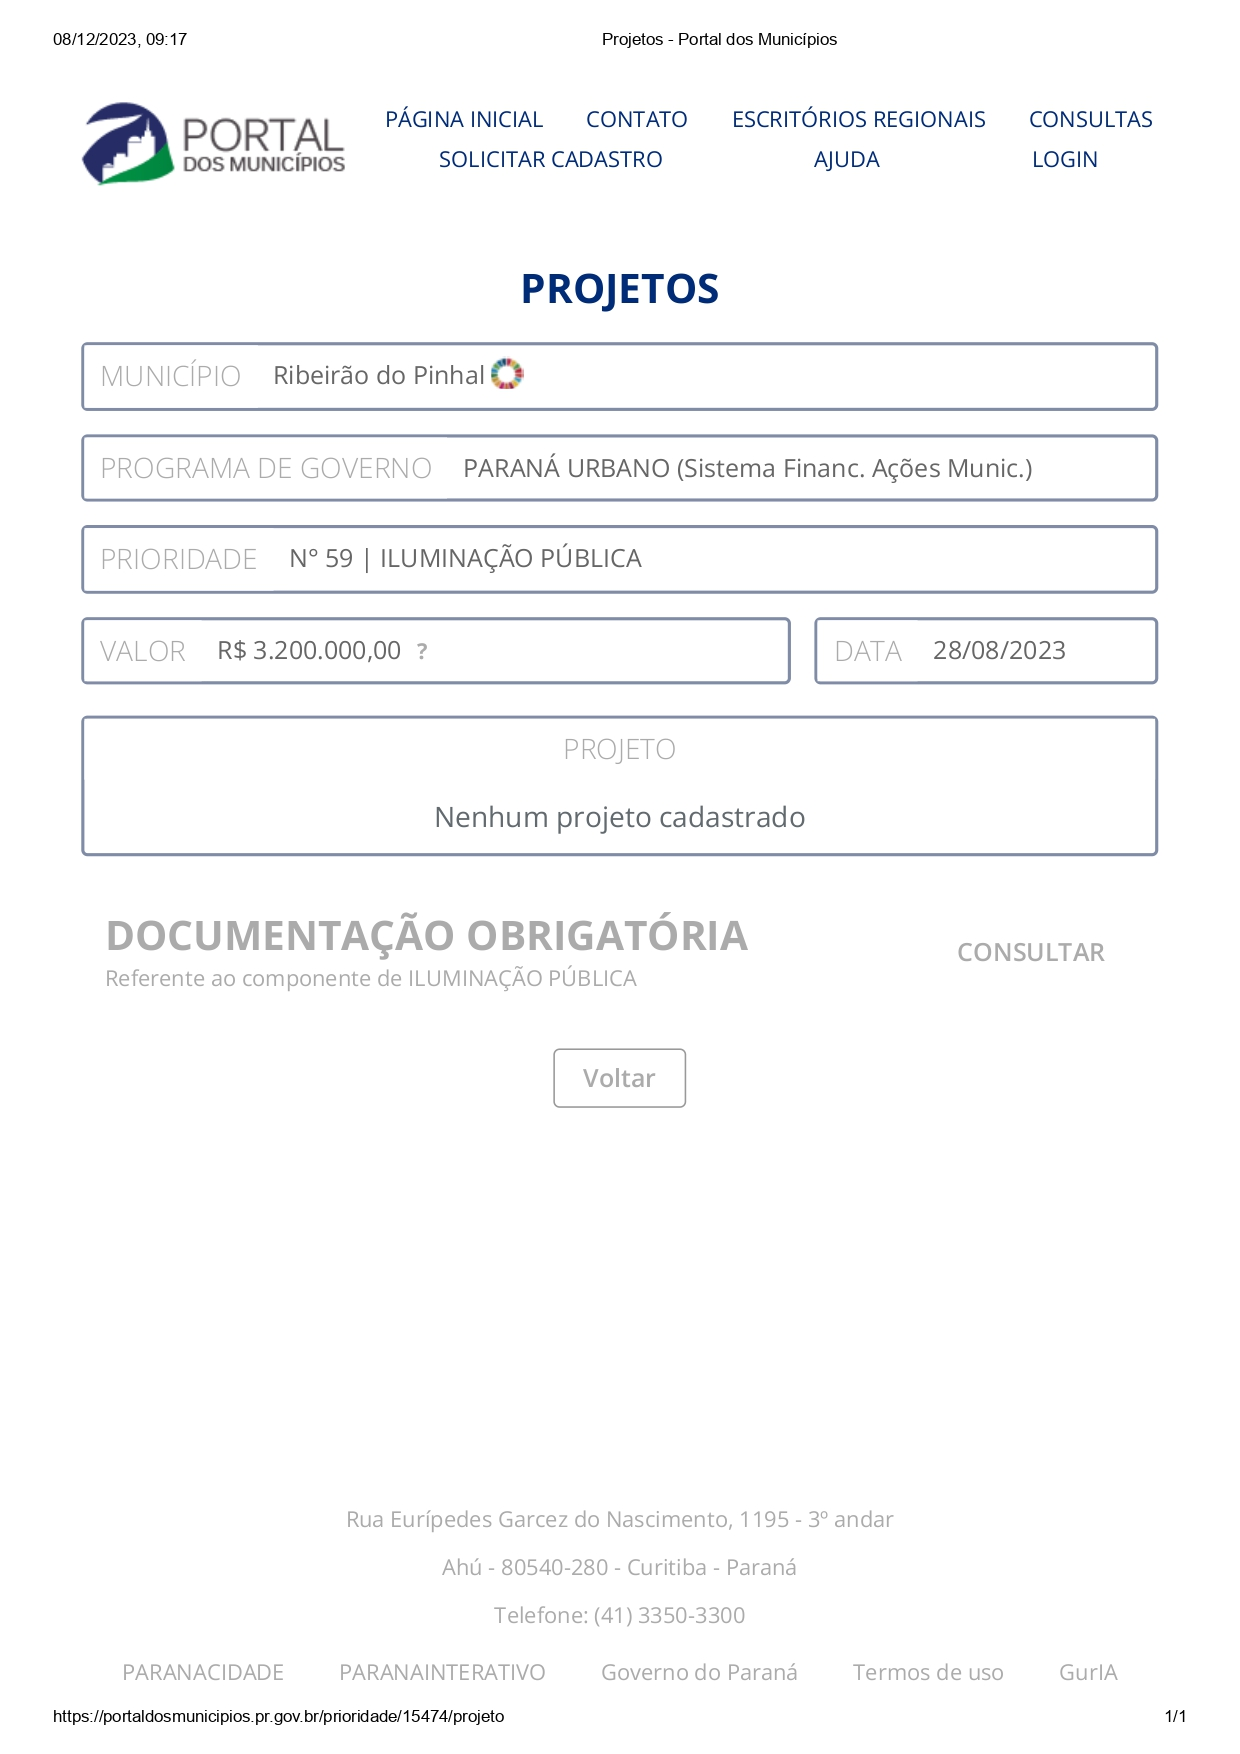 08/12/2023, 09:17 Projetos - Portal dos Municípios
PORTAL
DOS MUNICÍPIOS
PÁGINA INICIAL CONTATO ESCRITÓRIOS REGIONAIS CONSULTAS
SOLICITAR CADASTRO AJUDA LOGIN
PROJETOS
MUNICÍPIO Ribeirão do Pinhal
PROGRAMA DE GOVERNO PARANÁ URBANO (Sistema Financ. Ações Munic.)
PRIORIDADE N° 59 | ILUMINAÇÃO PÚBLICA
VALOR R$ 3.200.000,00 ? DATA 28/08/2023
PROJETO
Nenhum projeto cadastrado
DOCUMENTAÇÃO OBRIGATÓRIA
Referente ao componente de ILUMINAÇÃO PÚBLICA
CONSULTAR
Voltar
Rua Eurípedes Garcez do Nascimento, 1195 - 3º andar
Ahú - 80540-280 - Curitiba - Paraná
Telefone: (41) 3350-3300
PARANACIDADE PARANAINTERATIVO Governo do Paraná Termos de uso GurIA
https://portaldosmunicipios.pr.gov.br/prioridade/15474/projeto 1/1